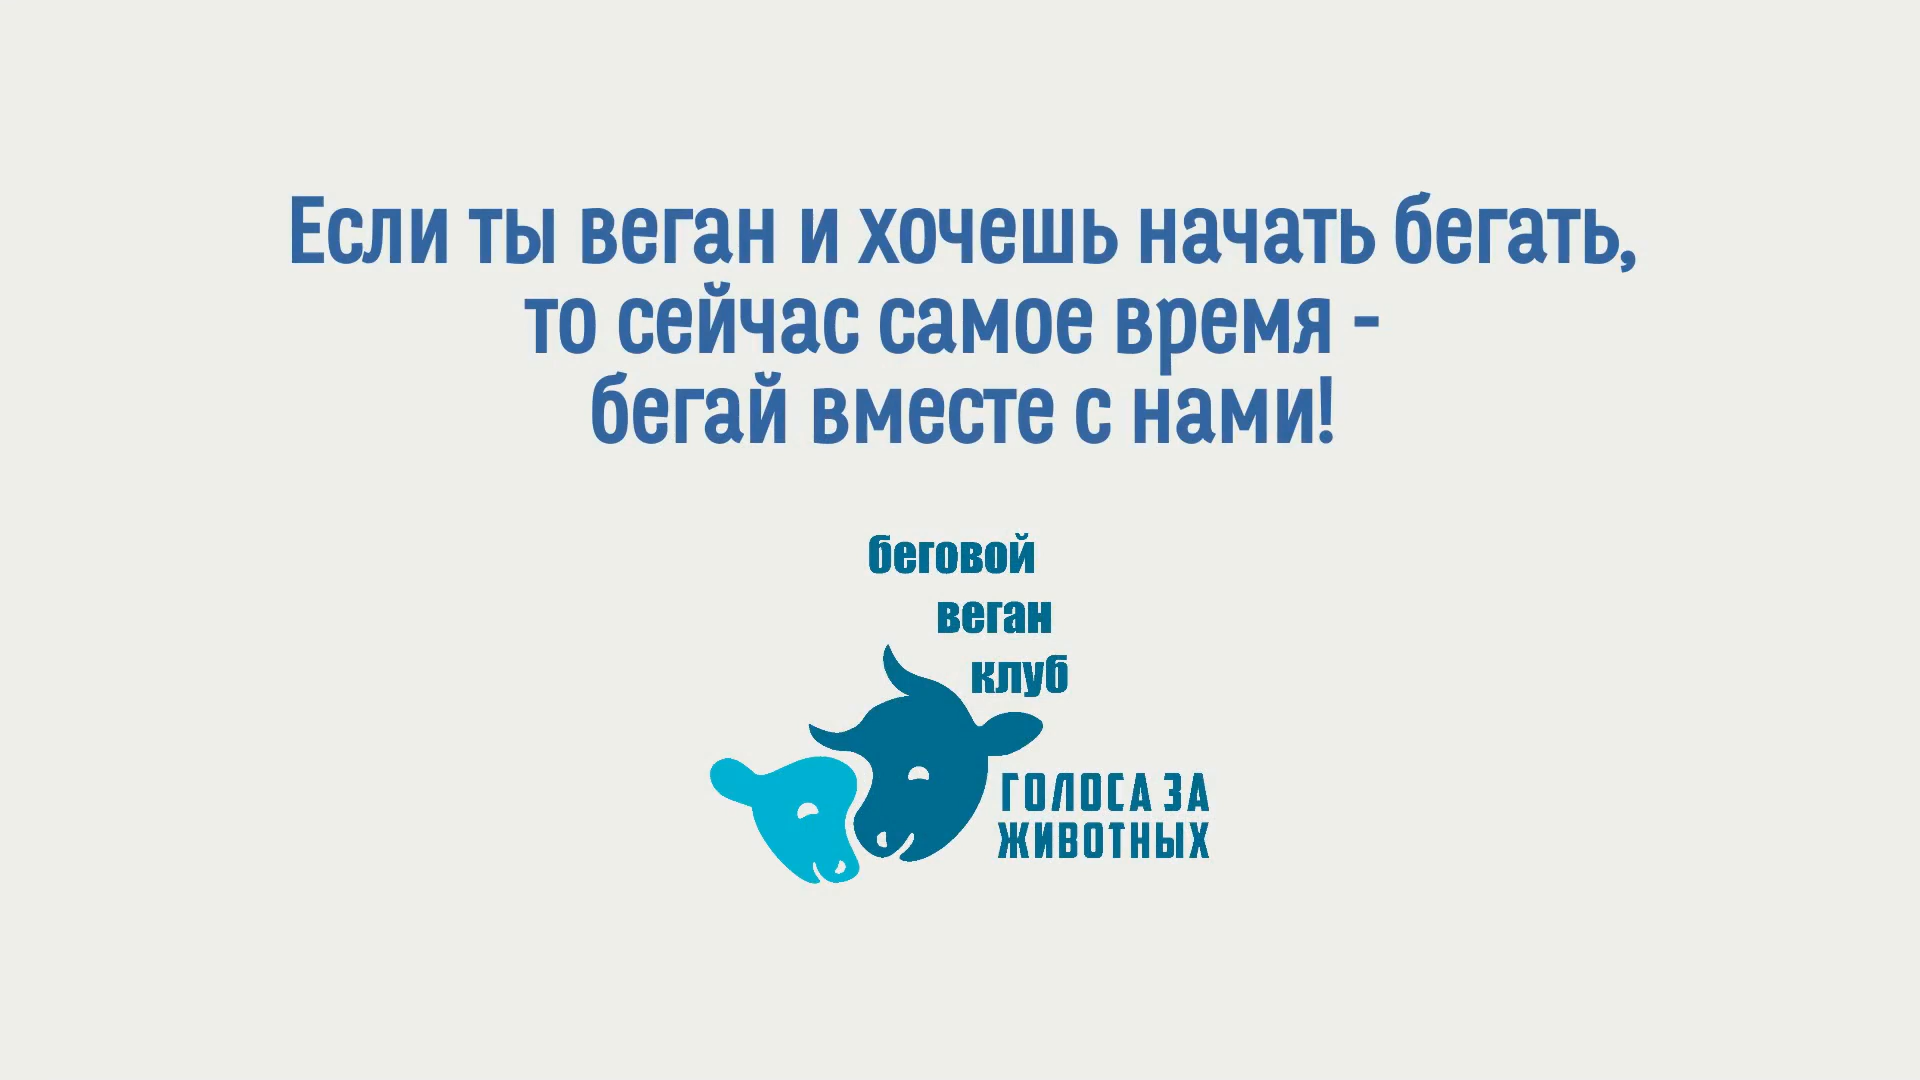 Если ты веган и хочешь начать бегать,
то сейчас самое время -
бегай вместе с нами!
беговой
веган
клуб
ГОЛОСА ЗА
ЖИВОТНЫХ